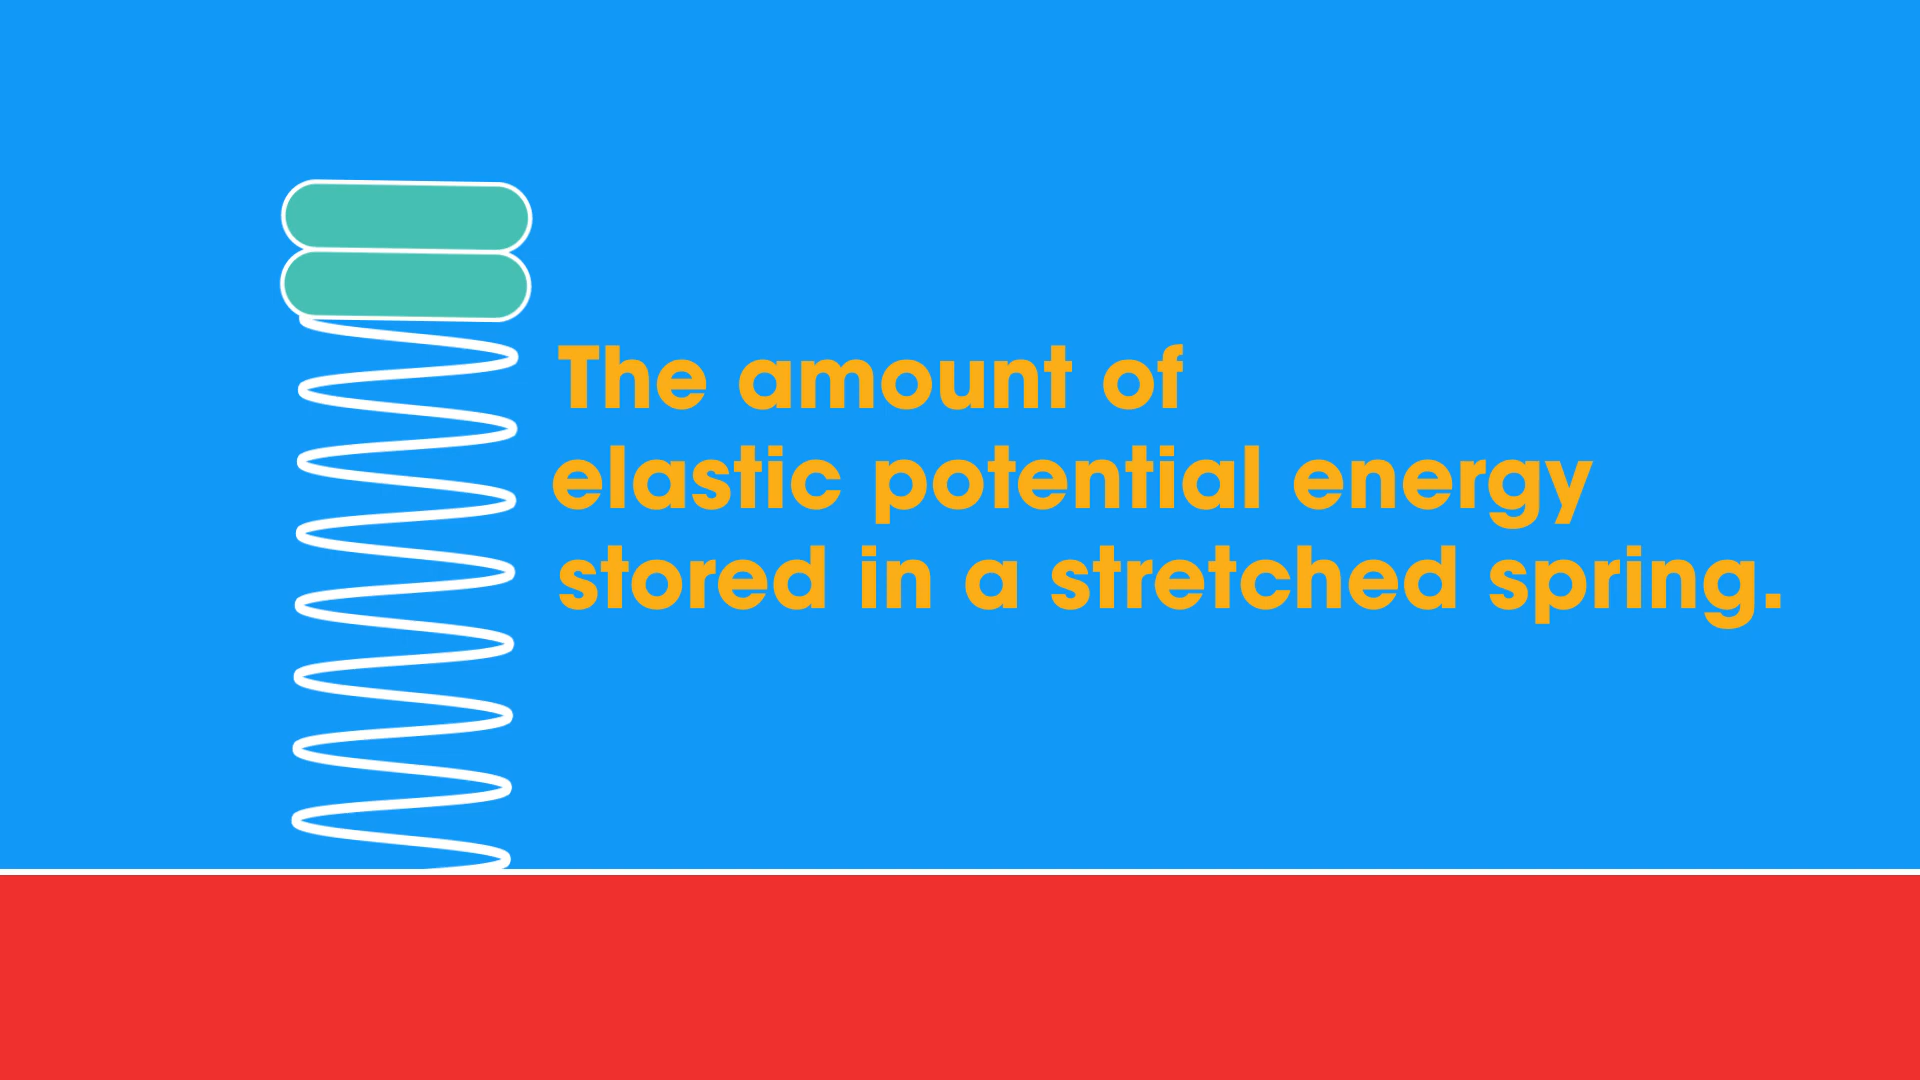 The amount of
elastic potential energy
stored in a stretched spring.